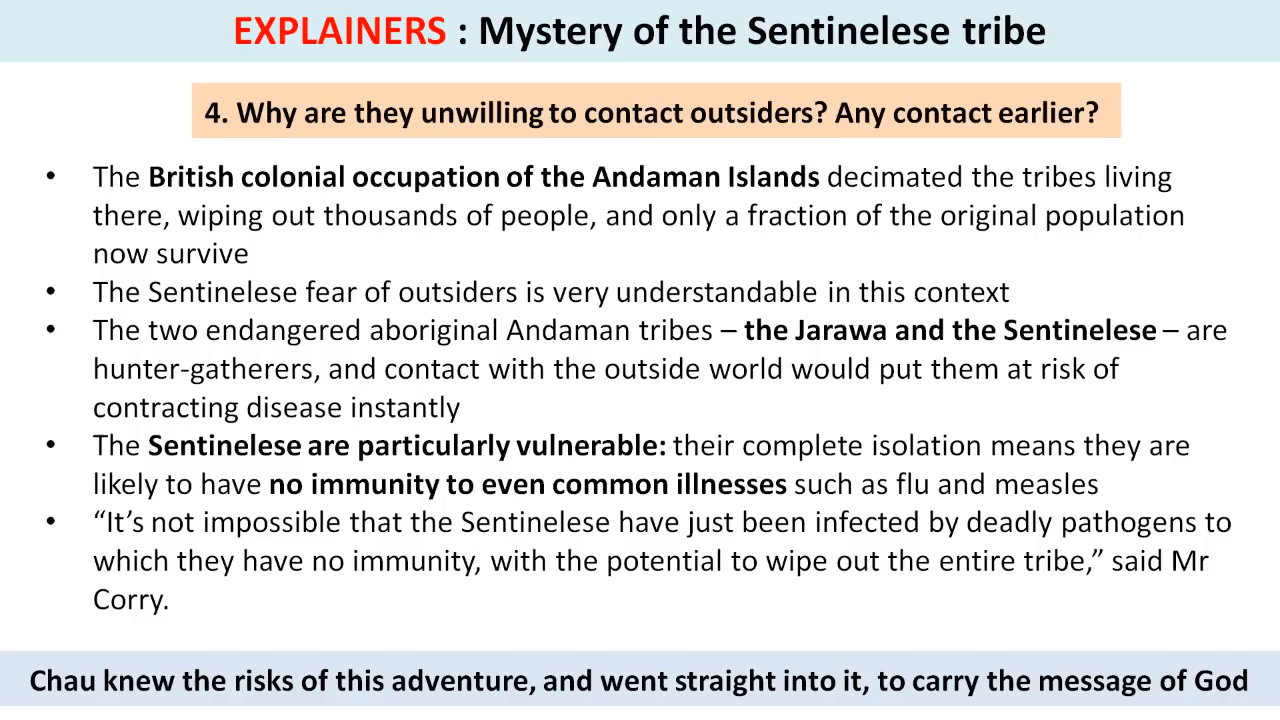 EXPLAINERS : Mystery of the Sentinelese tribe
4. Why are they unwilling to contact outsiders? Any contact earlier?
• The British colonial occupation of the Andaman Islands decimated the tribes living
there, wiping out thousands of people, and only a fraction of the original population
now survive
• The Sentinelese fear of outsiders is very understandable in this context
• The two endangered aboriginal Andaman tribes – the Jarawa and the Sentinelese – are
hunter-gatherers, and contact with the outside world would put them at risk of
contracting disease instantly
• The Sentinelese are particularly vulnerable: their complete isolation means they are
likely to have no immunity to even common illnesses such as flu and measles
• “It’s not impossible that the Sentinelese have just been infected by deadly pathogens to
which they have no immunity, with the potential to wipe out the entire tribe,” said Mr
Corry.
Chau knew the risks of this adventure, and went straight into it, to carry the message of God